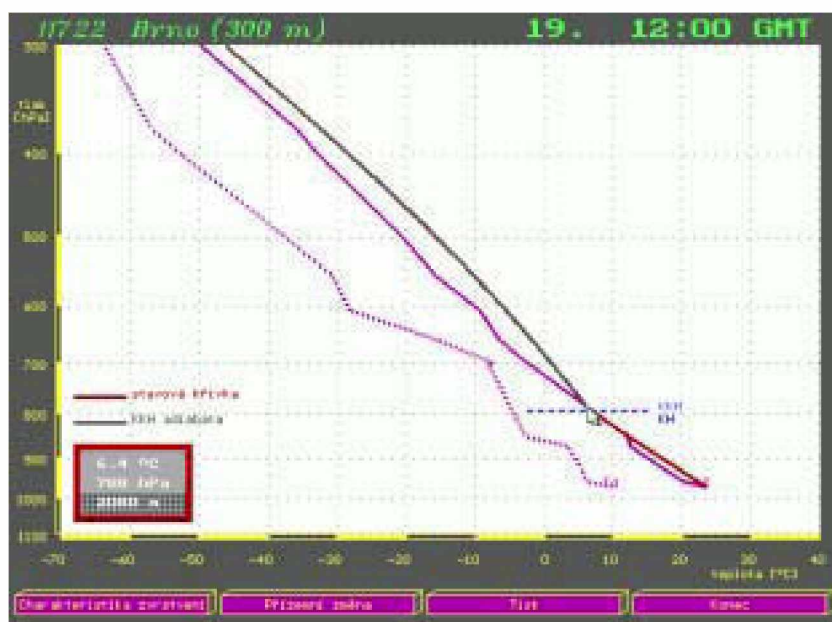 11722 Brno (300 m) 19. 12:00 GMT
300
tlak
[hPa]
400
500
600
700
800
900
1000
1100
stavová křivka
KKH adiabata
KKH
KH
6.4 °C
788 hPa
2080 m
Td
-70 -60 -50 -40 -30 -20 -10 0 10 20 30 40
teplota [°C]
Charakteristika zvrstvení Přízemní změna Tisk Konec